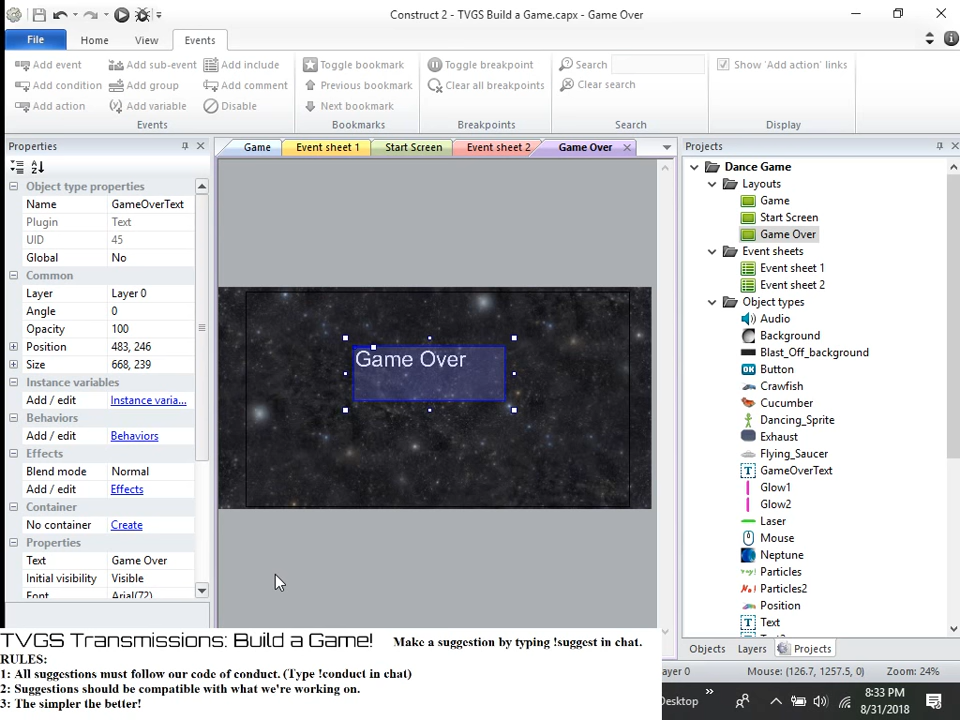 Construct 2 - TVGS Build a Game.capx - Game Over
File Home View Events
Add event Add sub-event Add include Toggle bookmark Toggle breakpoint Search Show 'Add action' links
Add condition Add group Add comment Previous bookmark Clear all breakpoints Clear search
Add action Add variable Disable Next bookmark
Events Bookmarks Breakpoints Search Display
Properties
Object type properties
Name GameOverText
Plugin Text
UID 45
Global No
Common
Layer Layer 0
Angle 0
Opacity 100
Position 483, 246
Size 668, 239
Instance variables
Add / edit Instance varia...
Behaviors
Add / edit Behaviors
Effects
Blend mode Normal
Add / edit Effects
Container
No container Create
Properties
Text Game Over
Initial visibility Visible
Font Arial(72)
Game Event sheet 1 Start Screen Event sheet 2 Game Over
Game Over
Projects
Dance Game
Layouts
Game
Start Screen
Game Over
Event sheets
Event sheet 1
Event sheet 2
Object types
Audio
Background
Blast_Off_background
OK Button
Crawfish
Cucumber
Dancing_Sprite
Exhaust
Flying_Saucer
T GameOverText
Glow1
Glow2
Laser
Mouse
Neptune
Particles
Particles2
Position
T Text
Objects Layers Projects
ayer 0 Mouse: (126.7, 1257.5, 0) Zoom: 24%
TVGS Transmissions: Build a Game! Make a suggestion by typing !suggest in chat.
RULES:
1: All suggestions must follow our code of conduct. (Type !conduct in chat)
2: Suggestions should be compatible with what we're working on.
3: The simpler the better!
Desktop
8:33 PM
8/31/2018